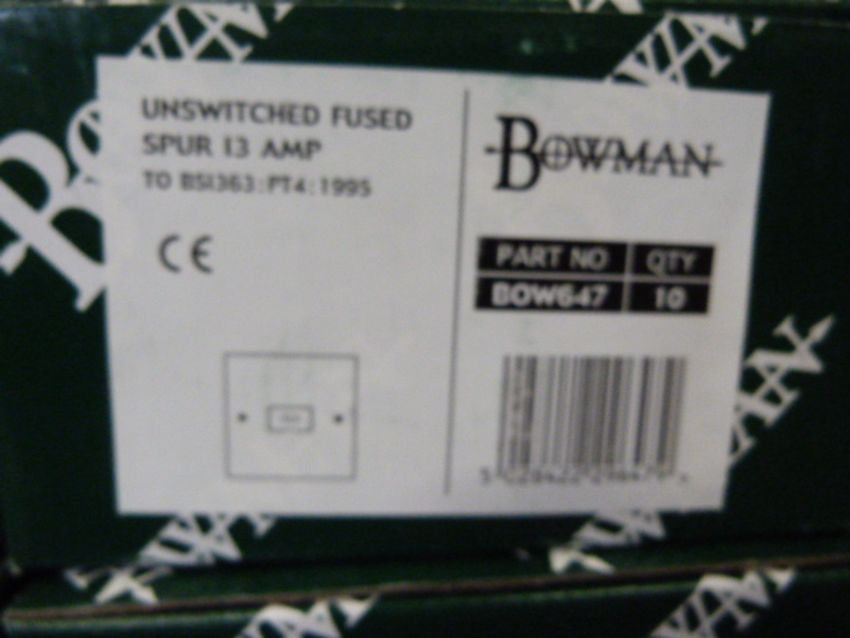 UNSWITCHED FUSED
SPUR 13 AMP
TO BS1363:PT4:1995
CE
BOWMAN
PART NO QTY
BOW647 10